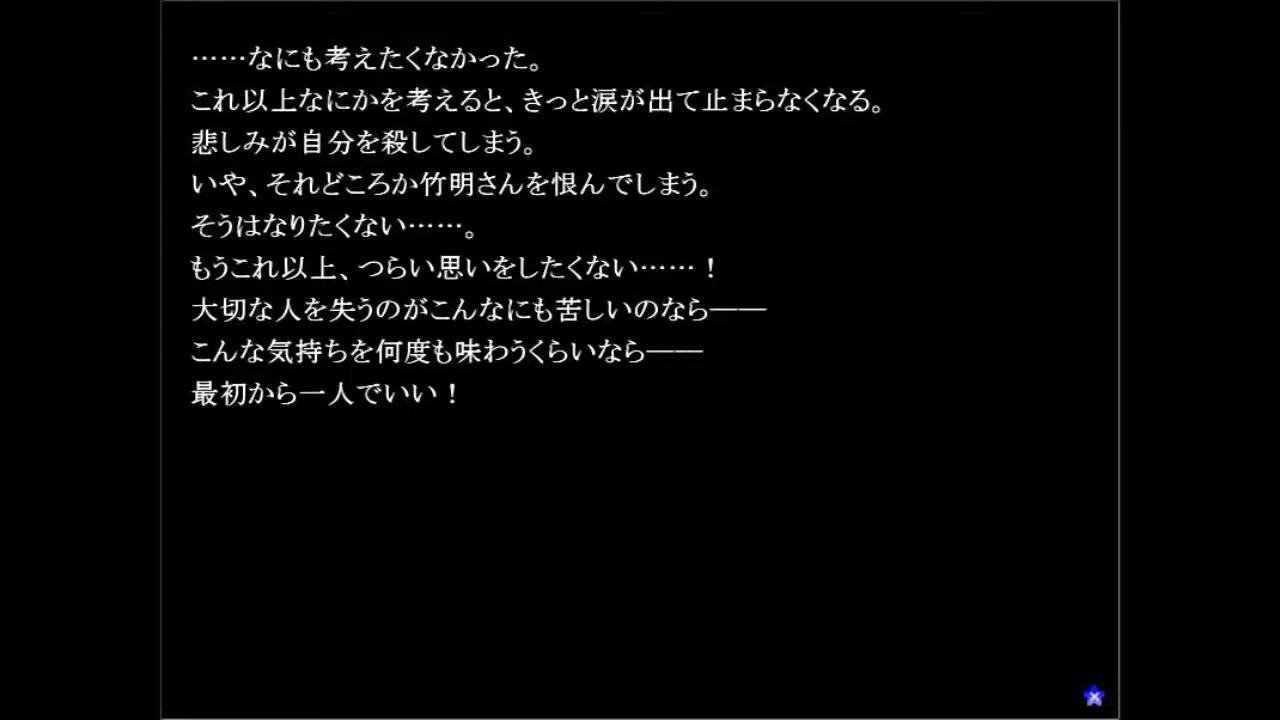 ……なにも考えたくなかった。
これ以上なにかを考えると、きっと涙が出て止まらなくなる。
悲しみが自分を殺してしまう。
いや、それどころか竹明さんを恨んでしまう。
そうはなりたくない……。
もうこれ以上、つらい思いをしたくない……！
大切な人を失うのがこんなにも苦しいのなら――
こんな気持ちを何度も味わうくらいなら――
最初から一人でいい！